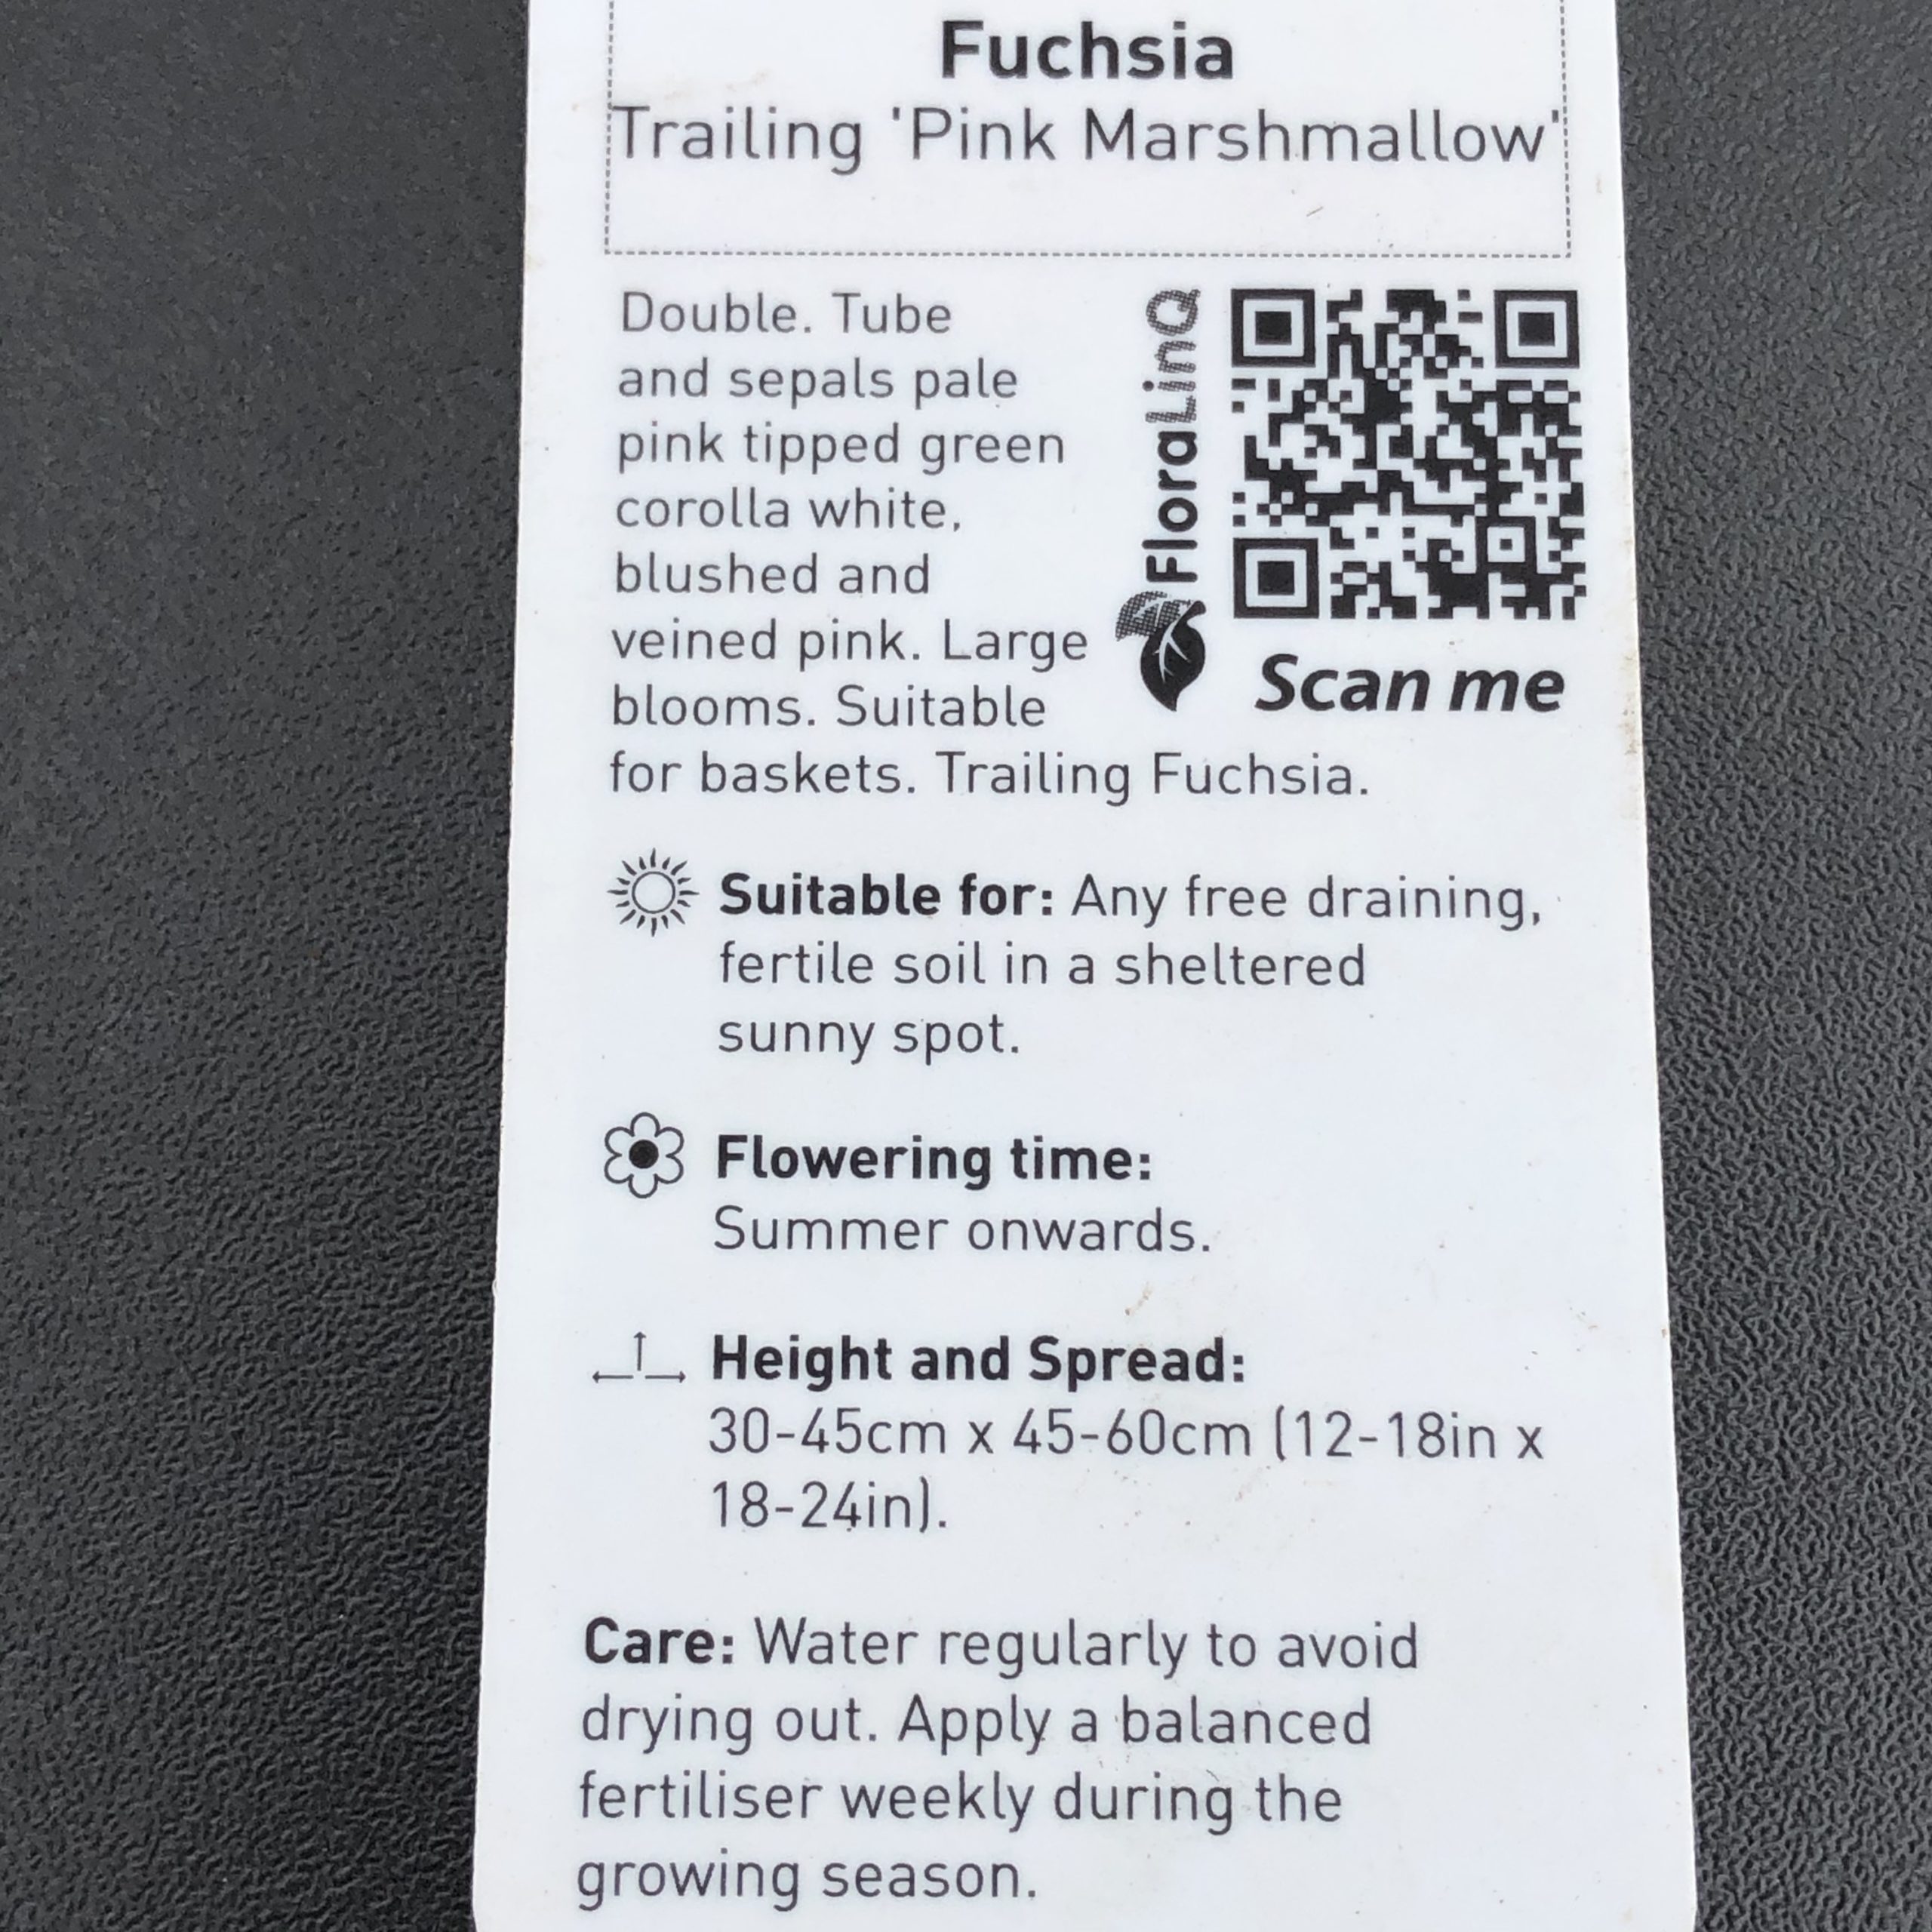 Fuchsia
Trailing 'Pink Marshmallow'
Double. Tube
and sepals pale
pink tipped green
corolla white,
blushed and
veined pink. Large
blooms. Suitable
for baskets. Trailing Fuchsia.
FloraLinQ
Scan me
Suitable for: Any free draining,
fertile soil in a sheltered
sunny spot.
Flowering time:
Summer onwards.
Height and Spread:
30-45cm x 45-60cm (12-18in x
18-24in).
Care: Water regularly to avoid
drying out. Apply a balanced
fertiliser weekly during the
growing season.